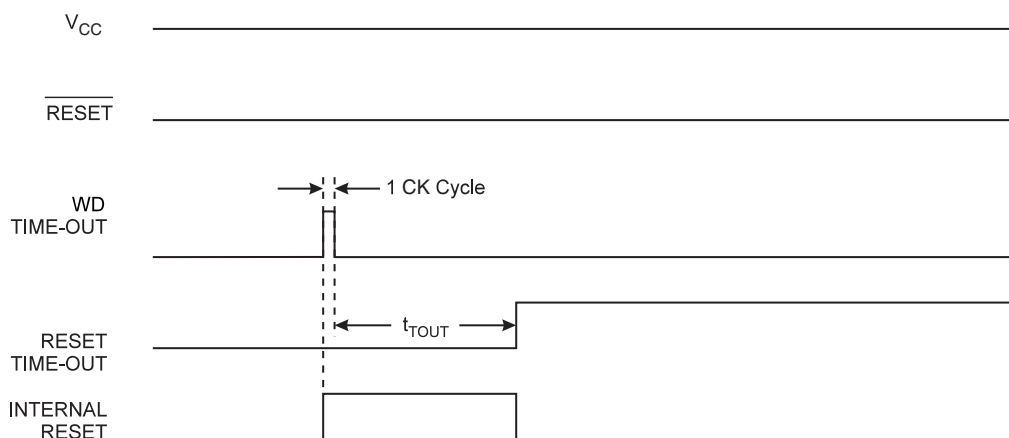 VCC
RESET
1 CK Cycle
WD
TIME-OUT
tTOUT
RESET
TIME-OUT
INTERNAL
RESET